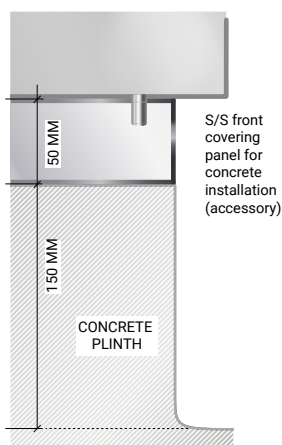 50 MM
S/S front
covering
panel for
concrete
installation
(accessory)
150 MM
CONCRETE
PLINTH